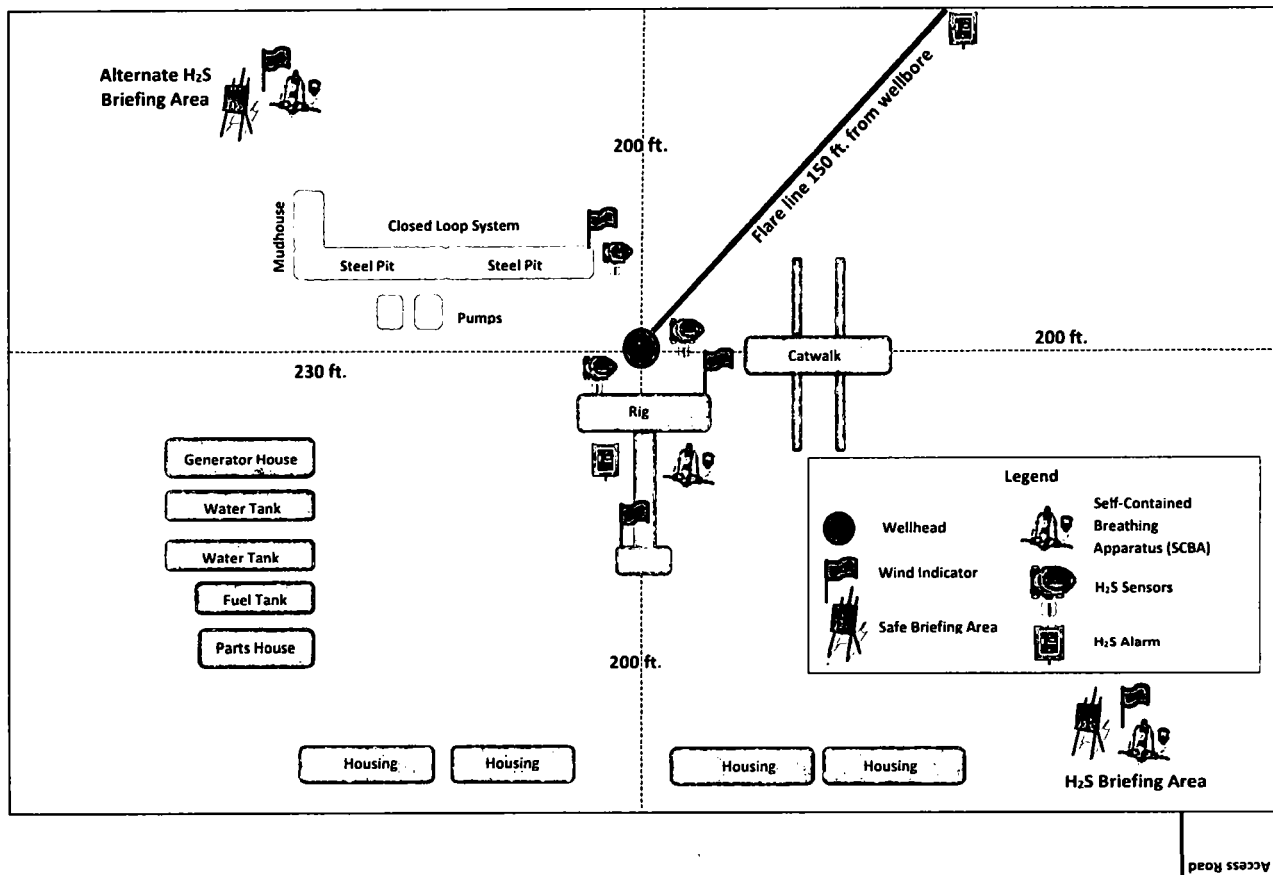 Alternate H₂S
Briefing Area
200 ft.
Flare line 150 ft. from wellbore
Mudhouse
Closed Loop System
Steel Pit
Steel Pit
Pumps
230 ft.
Catwalk
200 ft.
Rig
Generator House
Water Tank
Water Tank
Fuel Tank
Parts House
200 ft.
Legend
Wellhead
Wind Indicator
Safe Briefing Area
Self-Contained
Breathing
Apparatus (SCBA)
H₂S Sensors
H₂S Alarm
Housing
Housing
Housing
Housing
H₂S Briefing Area
Access Road